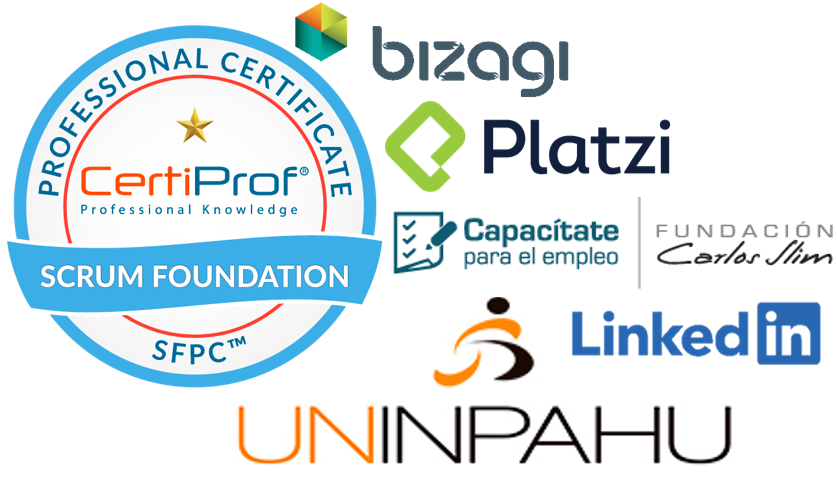 PROFESSIONAL CERTIFICATE
CertiProf®
Professional Knowledge
SCRUM FOUNDATION
SFPC™
bizagi
Platzi
Capacítate
para el empleo
FUNDACIÓN
Carlos Slim
Linkedin
UNINPAHU